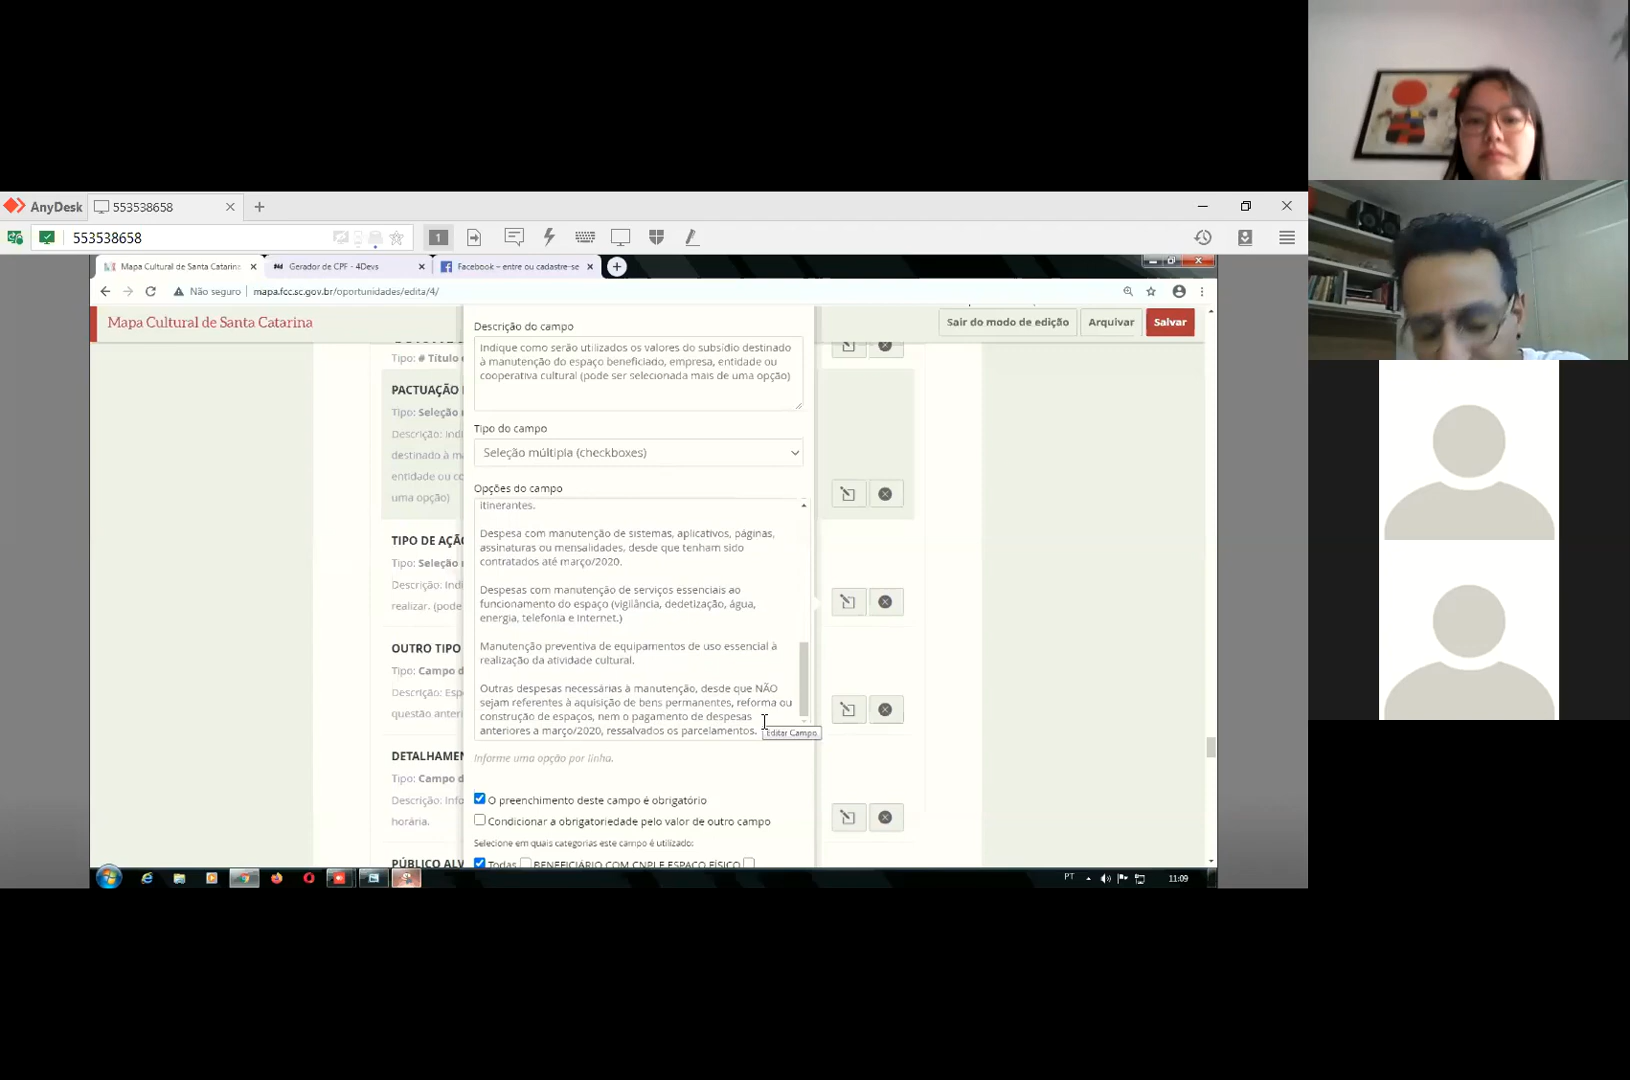 AnyDesk
553538658
553538658
1
Mapa Cultural de Santa Catarina
Gerador de CPF - 4Devs
Facebook – entre ou cadastre-se
Não seguro
mapa.fcc.sc.gov.br/oportunidades/edita/4/
Mapa Cultural de Santa Catarina
Sair do modo de edição
Arquivar
Salvar
Tipo: # Título
PACTUAÇÃO
Tipo: Seleção
Descrição: Indi
destinado à ma
entidade ou co
uma opção)
TIPO DE AÇÃO
Tipo: Seleção
Descrição: Indi
realizar. (pode
OUTRO TIPO
Tipo: Campo d
Descrição: Esp
questão anteri
DETALHAMEN
Tipo: Campo d
Descrição: Info
horária.
PÚBLICO ALV
Descrição do campo
Indique como serão utilizados os valores do subsídio destinado
à manutenção do espaço beneficiado, empresa, entidade ou
cooperativa cultural (pode ser selecionada mais de uma opção)
Tipo do campo
Seleção múltipla (checkboxes)
Opções do campo
itinerantes.
Despesa com manutenção de sistemas, aplicativos, páginas,
assinaturas ou mensalidades, desde que tenham sido
contratados até março/2020.
Despesas com manutenção de serviços essenciais ao
funcionamento do espaço (vigilância, dedetização, água,
energia, telefonia e internet.)
Manutenção preventiva de equipamentos de uso essencial à
realização da atividade cultural.
Outras despesas necessárias à manutenção, desde que NÃO
sejam referentes à aquisição de bens permanentes, reforma ou
construção de espaços, nem o pagamento de despesas
anteriores a março/2020, ressalvados os parcelamentos.
Editar Campo
Informe uma opção por linha.
O preenchimento deste campo é obrigatório
Condicionar a obrigatoriedade pelo valor de outro campo
Selecione em quais categorias este campo é utilizado:
Todas
BENEFICIÁRIO COM CNPJ E ESPAÇO FÍSICO
PT
11:09